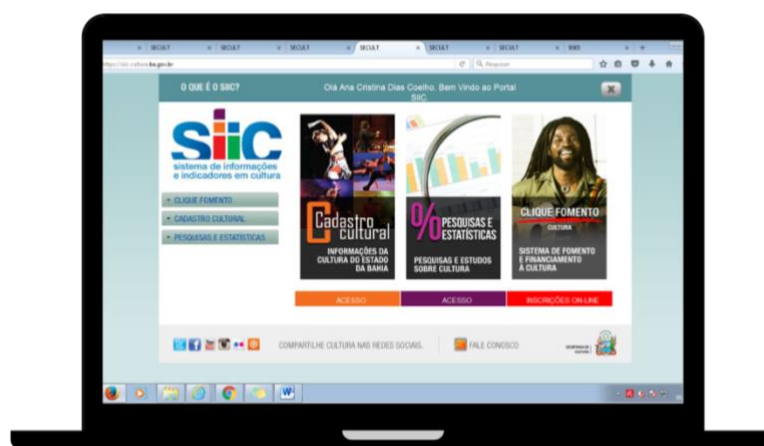 SECULT
SECULT
SECULT
SECULT
SECULT
SECULT
Pesquisar
O QUE É O SIIC?
Olá Ana Cristina Dias Coelho. Bem Vindo ao Portal
SIIC.
X
SiiC
sistema de informações
e indicadores em cultura
CLIQUE FOMENTO
CADASTRO CULTURAL
PESQUISAS E ESTATÍSTICAS
Cadastro
cultural
INFORMAÇÕES DA
CULTURA DO ESTADO
DA BAHIA
ACESSO
% PESQUISAS E
ESTATÍSTICAS
PESQUISAS E ESTUDOS
SOBRE CULTURA
ACESSO
CLIQUE FOMENTO
CULTURA
SISTEMA DE FOMENTO
E FINANCIAMENTO
À CULTURA
INSCRIÇÕES ON-LINE
COMPARTILHE CULTURA NAS REDES SOCIAIS.
FALE CONOSCO
W